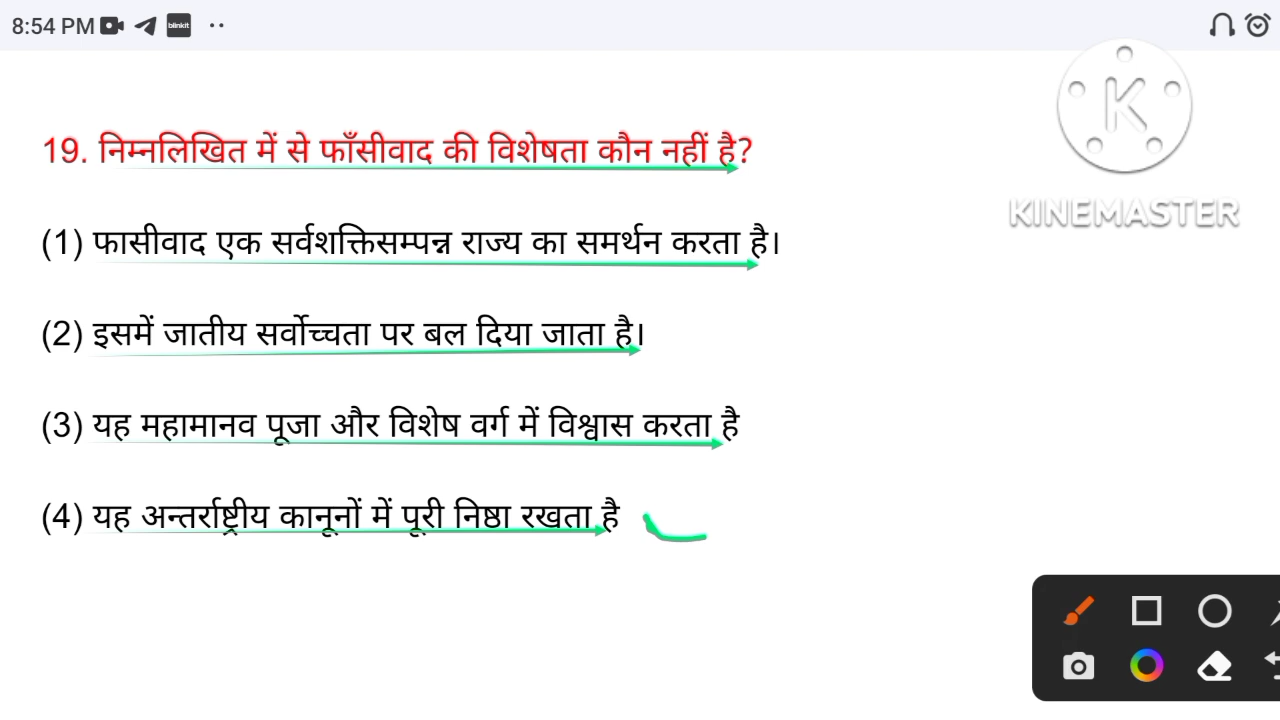 8:54 PM
blinkit
19. निम्नलिखित में से फाँसीवाद की विशेषता कौन नहीं है?
K
KINEMASTER
(1) फासीवाद एक सर्वशक्तिसम्पन्न राज्य का समर्थन करता है।
(2) इसमें जातीय सर्वोच्चता पर बल दिया जाता है।
(3) यह महामानव पूजा और विशेष वर्ग में विश्वास करता है
(4) यह अन्तर्राष्ट्रीय कानूनों में पूरी निष्ठा रखता है